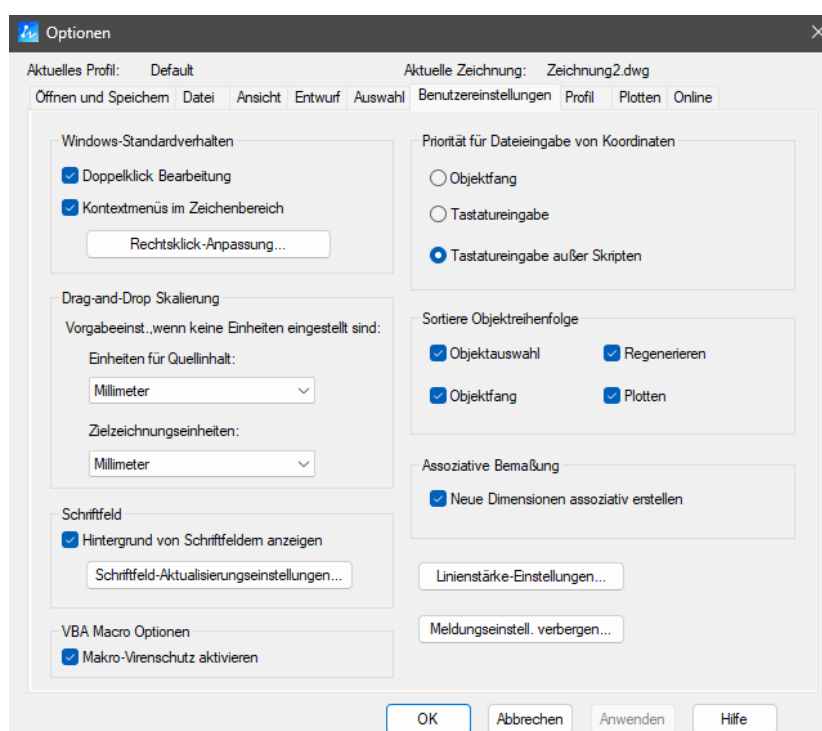 Optionen
Aktuelles Profil: Default Aktuelle Zeichnung: Zeichnung2.dwg
Öffnen und Speichern Datei Ansicht Entwurf Auswahl Benutzereinstellungen Profil Plotten Online
Windows-Standardverhalten
Doppelklick Bearbeitung
Kontextmenüs im Zeichenbereich
Rechtsklick-Anpassung...
Drag-and-Drop Skalierung
Vorgabeeinst.,wenn keine Einheiten eingestellt sind:
Einheiten für Quellinhalt:
Millimeter
Zielzeichnungseinheiten:
Millimeter
Schriftfeld
Hintergrund von Schriftfeldern anzeigen
Schriftfeld-Aktualisierungseinstellungen...
VBA Macro Optionen
Makro-Virenschutz aktivieren
Priorität für Dateieingabe von Koordinaten
Objektfang
Tastatureingabe
Tastatureingabe außer Skripten
Sortiere Objektreihenfolge
Objektauswahl Regenerieren
Objektfang Plotten
Assoziative Bemaßung
Neue Dimensionen assoziativ erstellen
Linienstärke-Einstellungen...
Meldungseinstell. verbergen...
OK Abbrechen Anwenden Hilfe